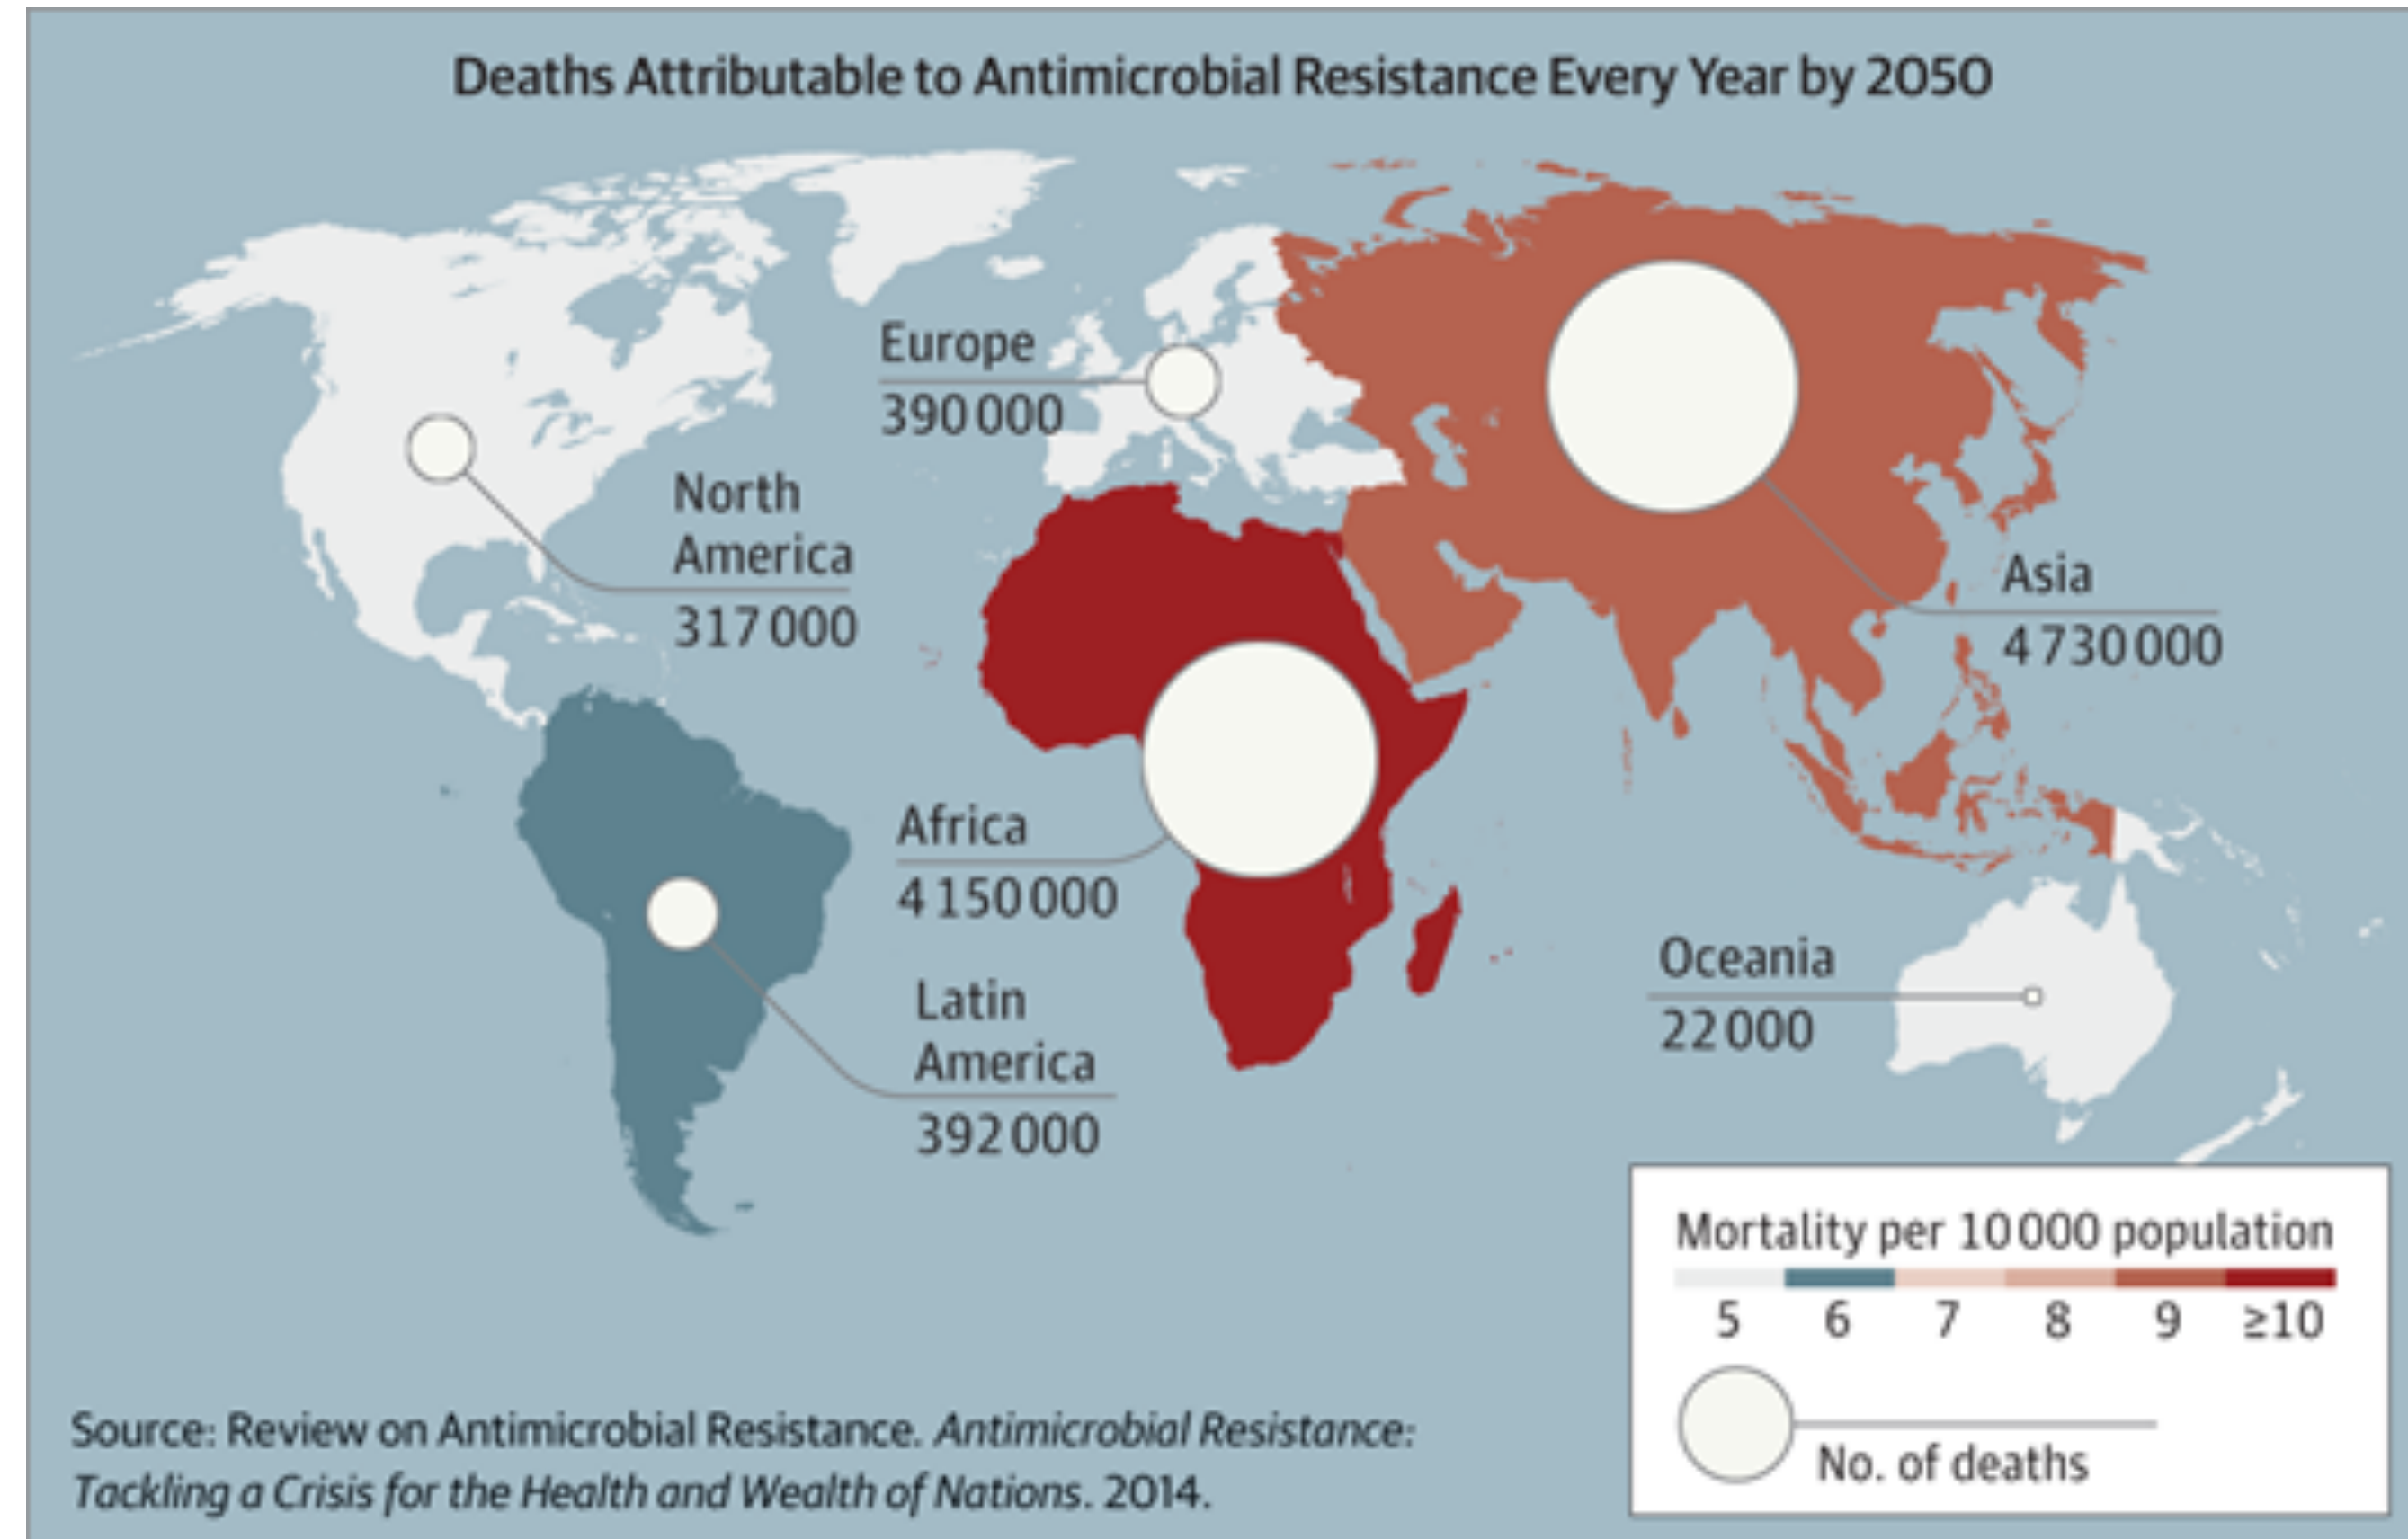 Deaths Attributable to Antimicrobial Resistance Every Year by 2050
Europe
390 000
North
America
317 000
Asia
4 730 000
Africa
4 150 000
Oceania
22 000
Latin
America
392 000
Mortality per 10 000 population
5 6 7 8 9 ≥10
No. of deaths
Source: Review on Antimicrobial Resistance. Antimicrobial Resistance:
Tackling a Crisis for the Health and Wealth of Nations. 2014.